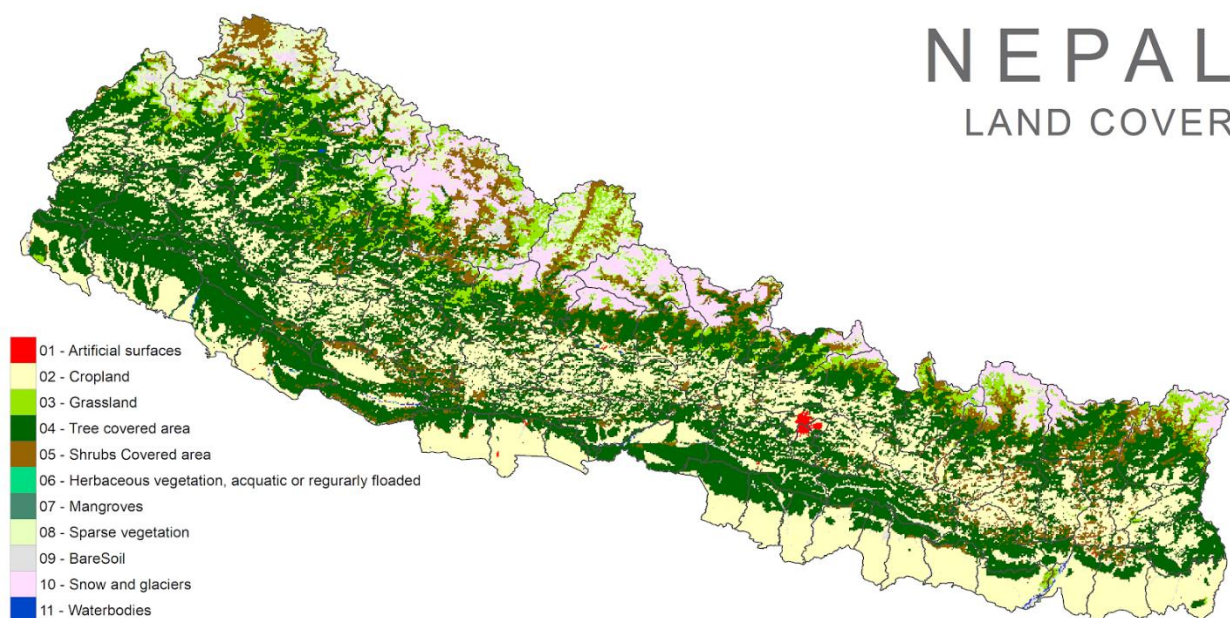 NEPAL
LAND COVER
01 - Artificial surfaces
02 - Cropland
03 - Grassland
04 - Tree covered area
05 - Shrubs Covered area
06 - Herbaceous vegetation, acquatic or regurarly floaded
07 - Mangroves
08 - Sparse vegetation
09 - BareSoil
10 - Snow and glaciers
11 - Waterbodies